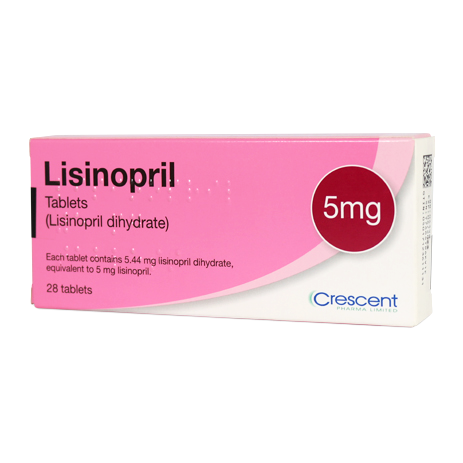 Lisinopril
Tablets
(Lisinopril dihydrate)
5mg
Each tablet contains 5.44 mg lisinopril dihydrate,
equivalent to 5 mg lisinopril.
28 tablets
Crescent
PHARMA LIMITED